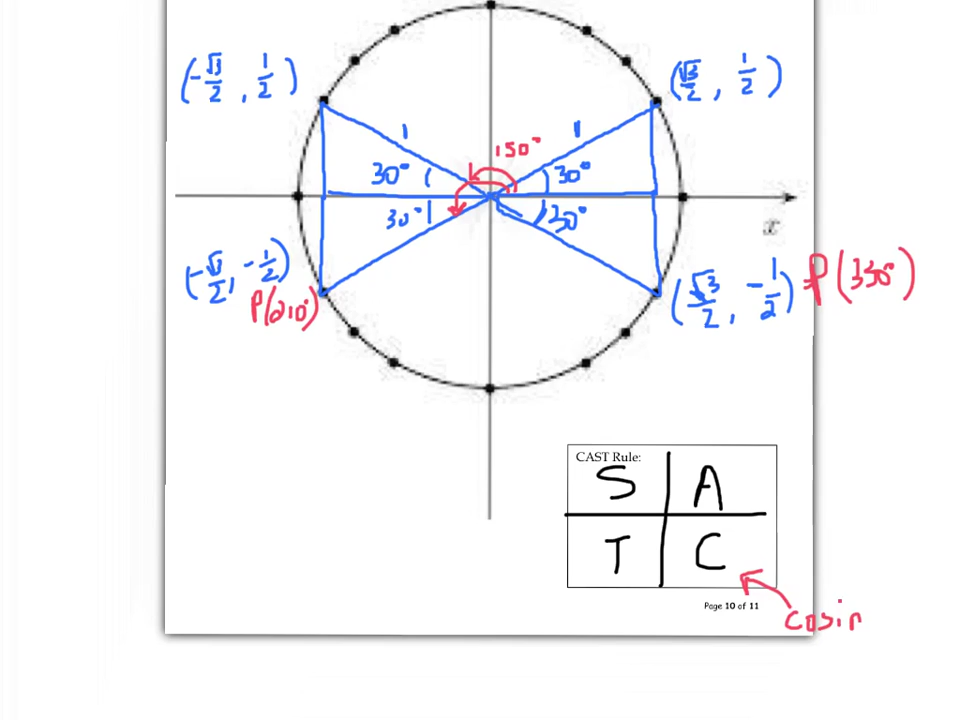 (-√3/2, 1/2)
(√3/2, 1/2)
1
1
150°
30°
30°
30°
30°
x
(-√3/2, -1/2)
P(210°)
(√3/2, -1/2) = P(330°)
CAST Rule:
S A
T C
Page 10 of 11
cosin